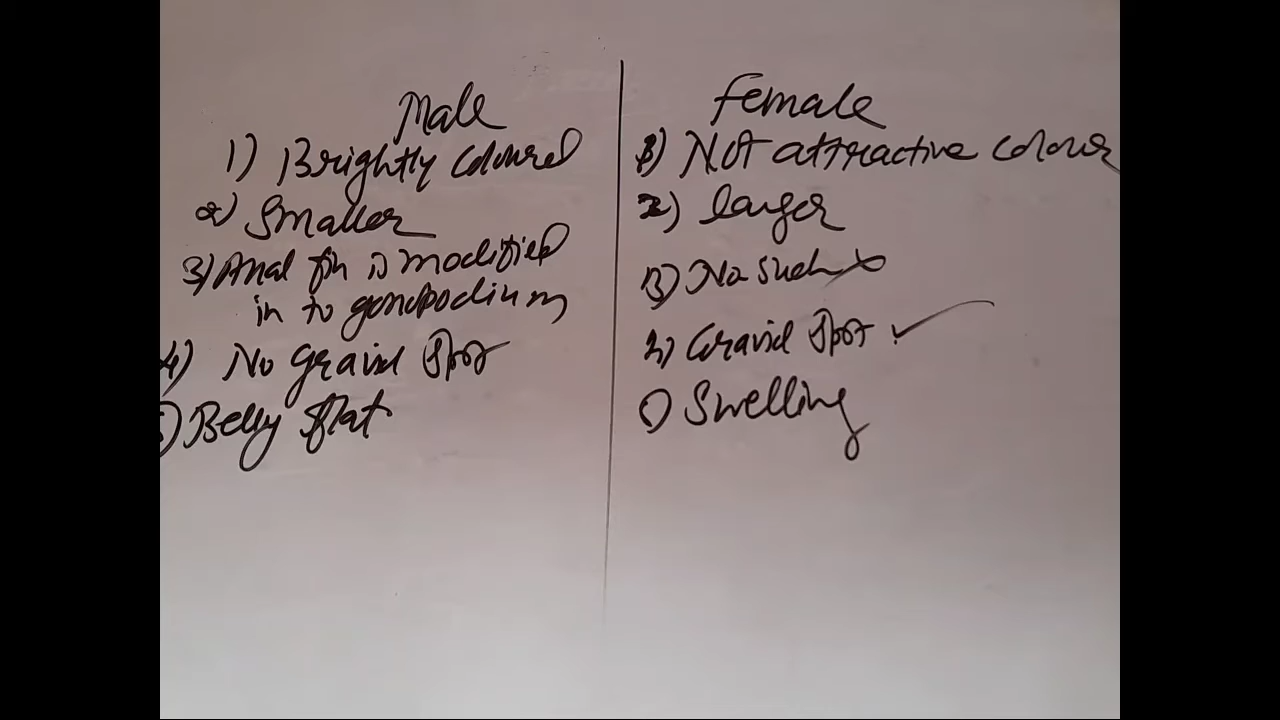 Male
1) Brightly coloured
2) Smaller
3) Anal fin is modified
in to gonopodium
4) No gravid spot
5) Belly flat
Female
1) Not attractive colour
2) larger
3) No such x
4) Gravid spot ✓
5) Swelling